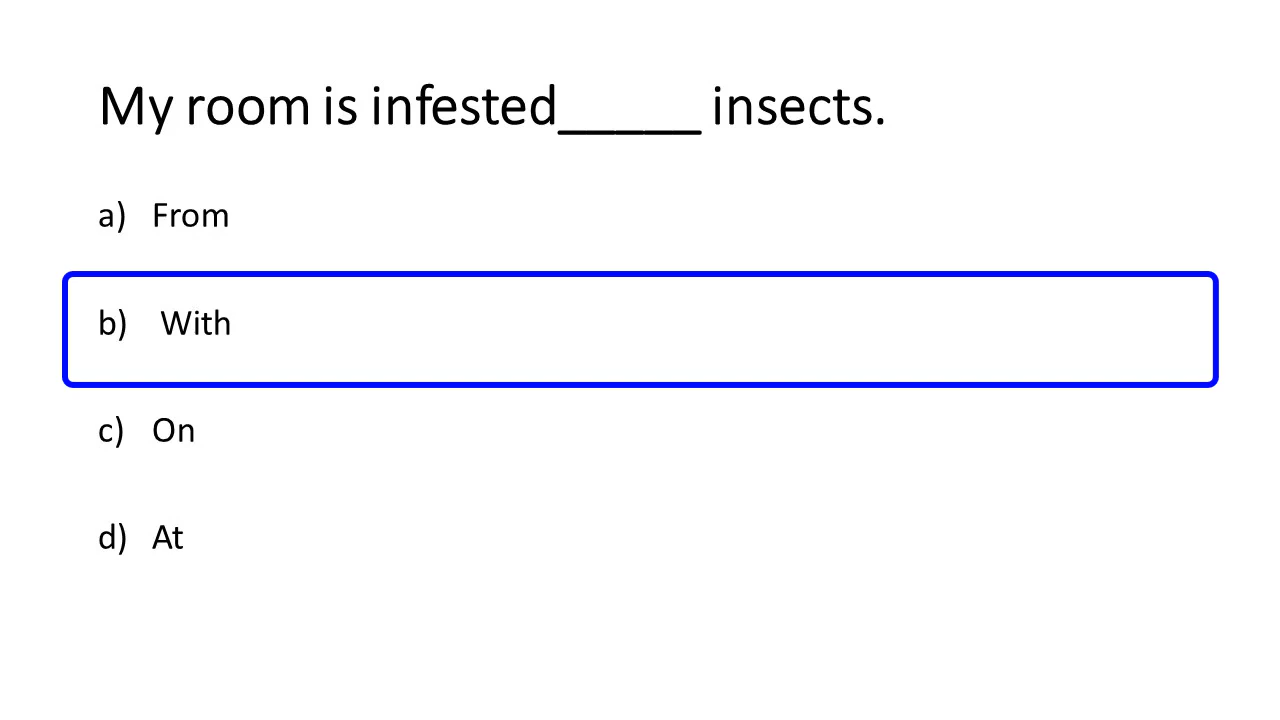 My room is infested_____ insects.
a) From
b) With
c) On
d) At